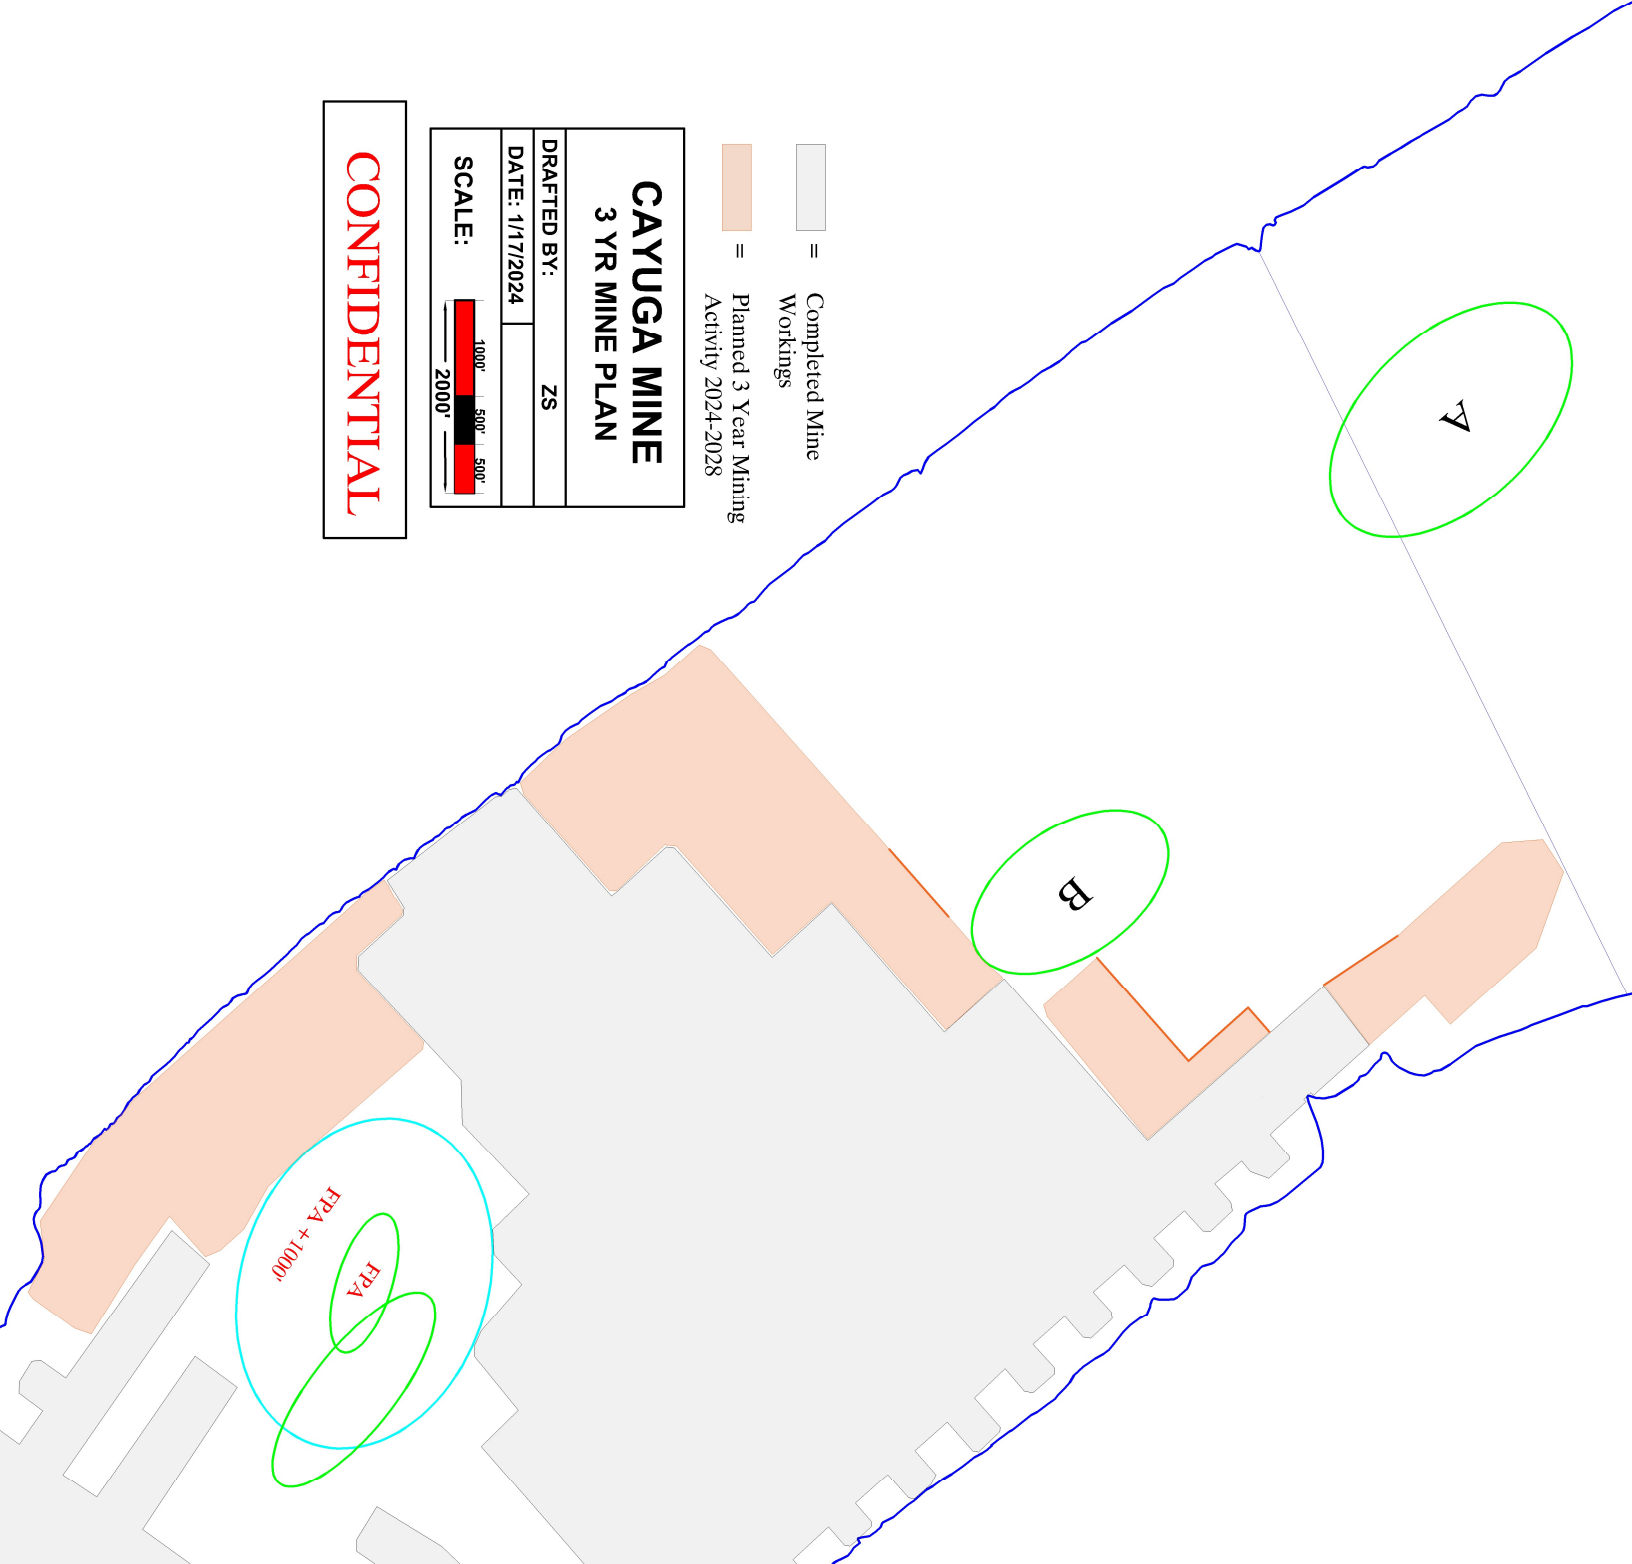 = Completed Mine
Workings
= Planned 3 Year Mining
Activity 2024-2028
CAYUGA MINE
3 YR MINE PLAN
DRAFTED BY: ZS
DATE: 1/17/2024
SCALE:
1000' 500' 500'
2000'
CONFIDENTIAL
A
B
FPA + 1000'
FPA